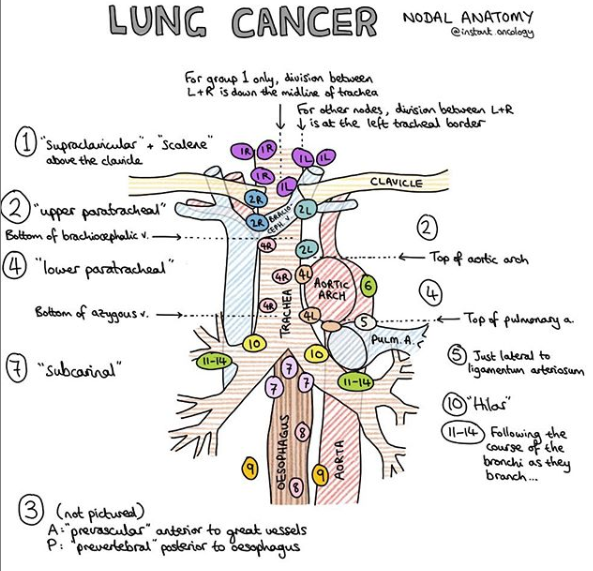 LUNG CANCER
NODAL ANATOMY
@instant.oncology
For group 1 only, division between
L+R is down the midline of trachea
For other nodes, division between L+R
is at the left tracheal border
1 "Supraclavicular" + "Scalene"
above the clavicle
1R 1R
1L 1L
1R
1L
CLAVICLE
2 "upper paratracheal"
2R
2R
BRACHIO-
CEPH. V.
2L
2
Bottom of brachiocephalic v.
4R
2L
Top of aortic arch
4 "lower paratracheal"
4R
4L
AORTIC
ARCH
6
4
4R
TRACHEA
Bottom of azygous v.
4L
5
Top of pulmonary a.
PULM. A.
10
10
11-14
11-14
5 Just lateral to
ligamentum arteriosum
7 "Subcarinal"
7
7
7
10 "Hilar"
11-14 Following the
course of the
bronchi as they
branch...
8
OESOPHAGUS
AORTA
9
9
8
3 (not pictured)
A: "prevascular" anterior to great vessels
P: "prevertebral" posterior to oesophagus